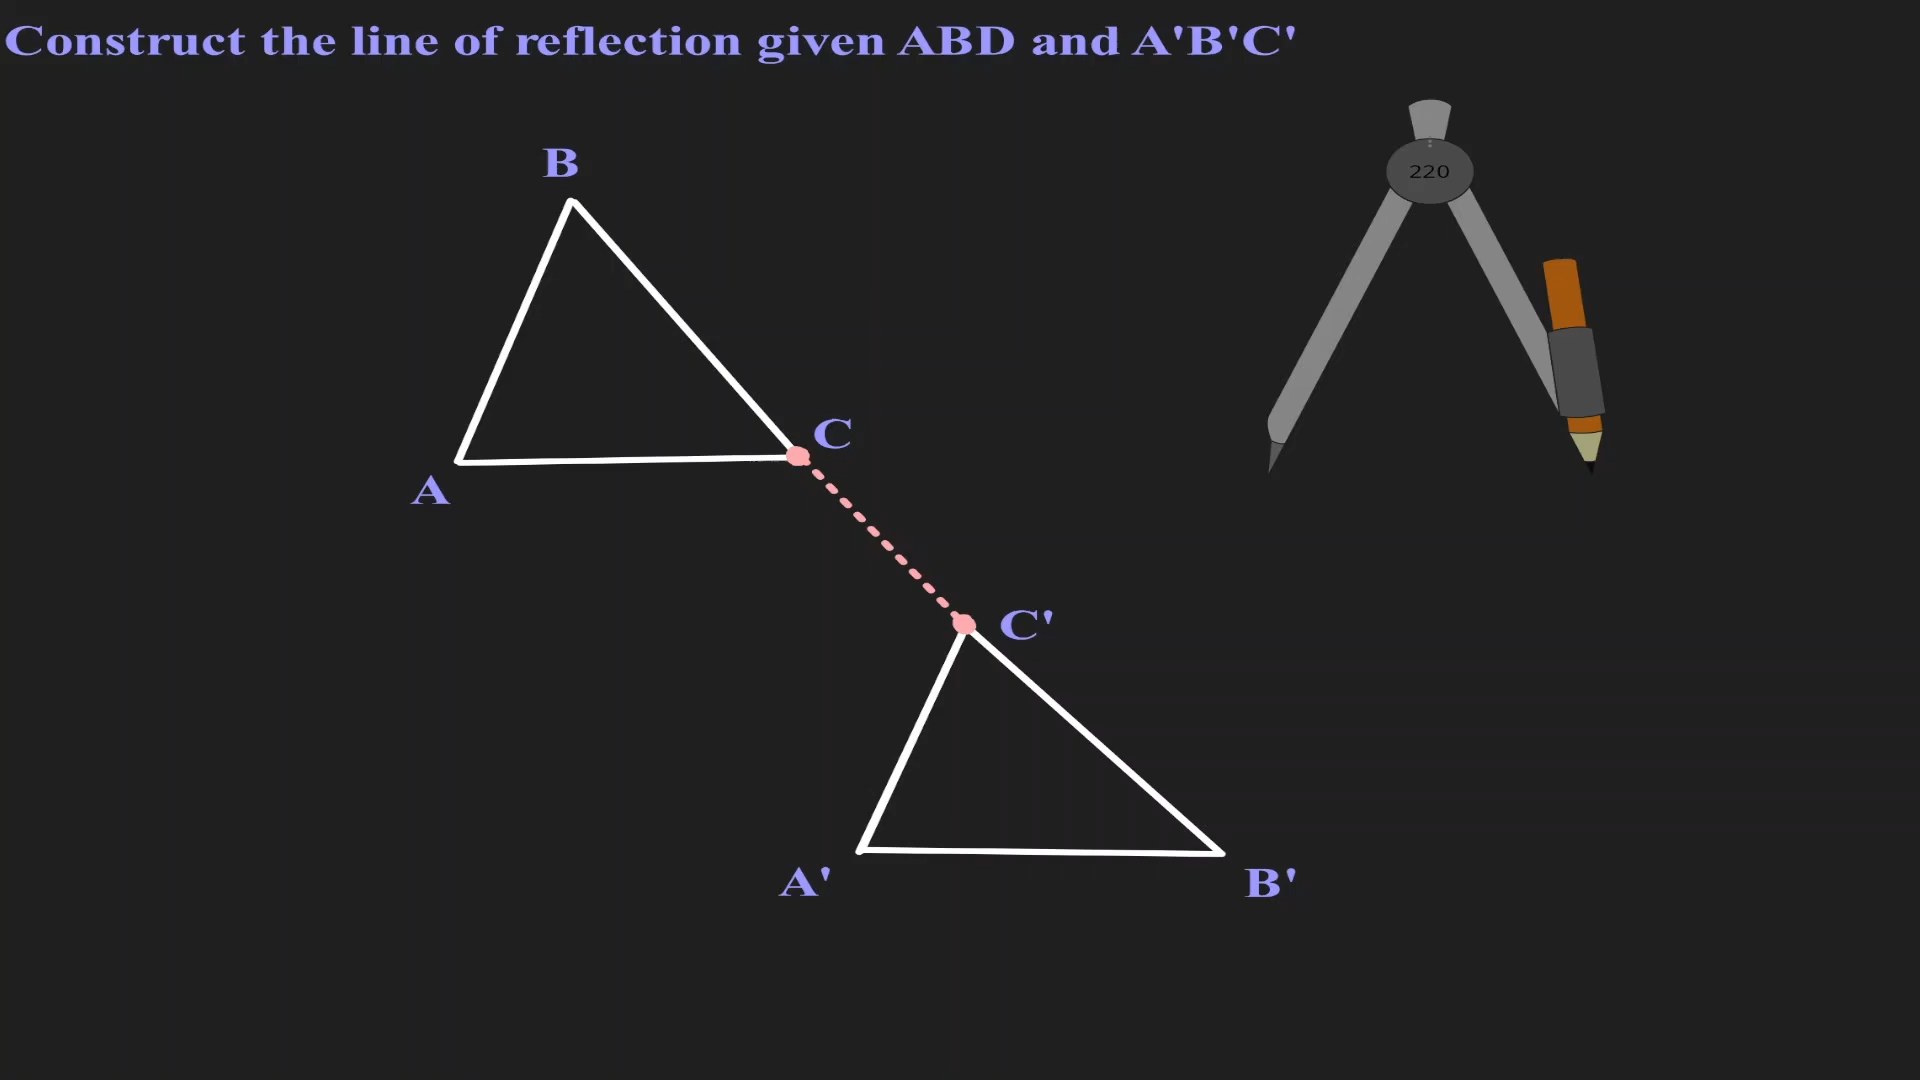 Construct the line of reflection given ABD and A'B'C'
B
220
C
A
C'
A'
B'